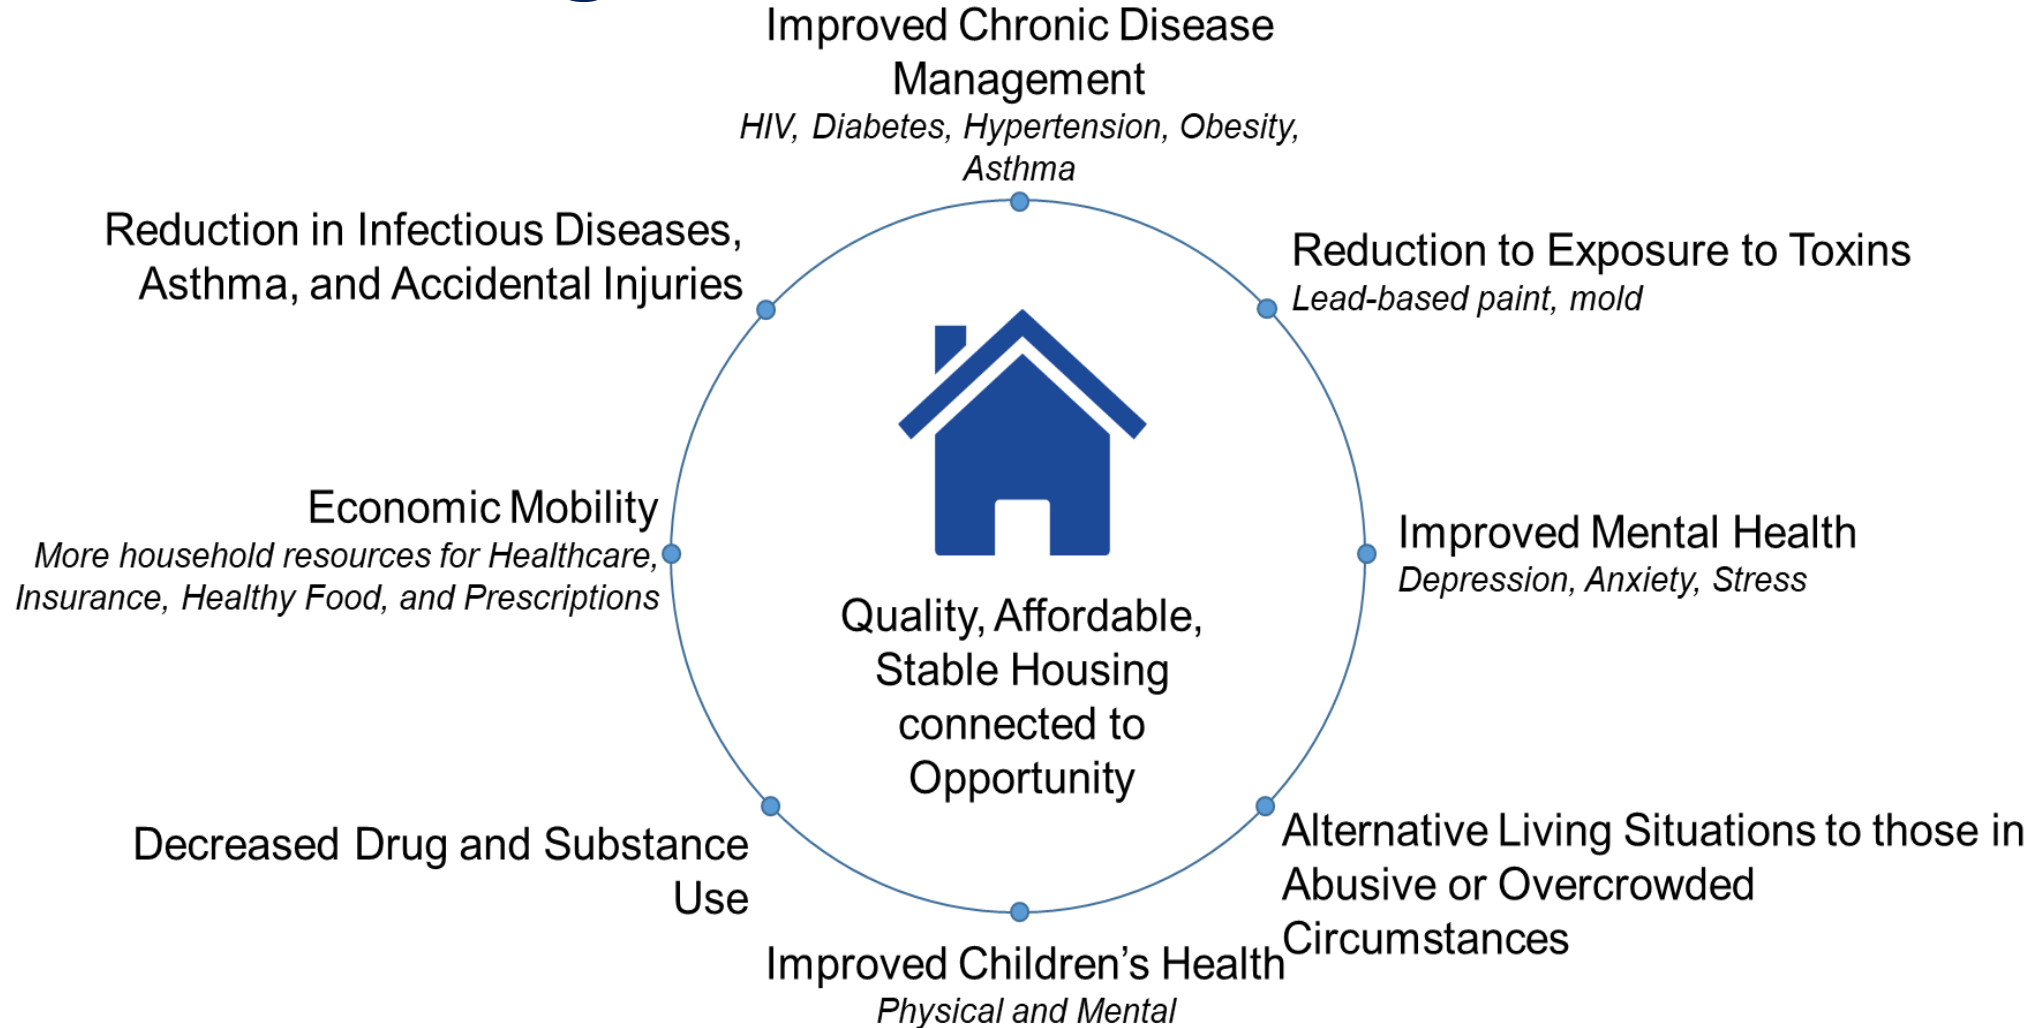 Improved Chronic Disease
Management
HIV, Diabetes, Hypertension, Obesity,
Asthma
Reduction to Exposure to Toxins
Lead-based paint, mold
Improved Mental Health
Depression, Anxiety, Stress
Alternative Living Situations to those in
Abusive or Overcrowded
Circumstances
Improved Children’s Health
Physical and Mental
Decreased Drug and Substance
Use
Economic Mobility
More household resources for Healthcare,
Insurance, Healthy Food, and Prescriptions
Reduction in Infectious Diseases,
Asthma, and Accidental Injuries
Quality, Affordable,
Stable Housing
connected to
Opportunity